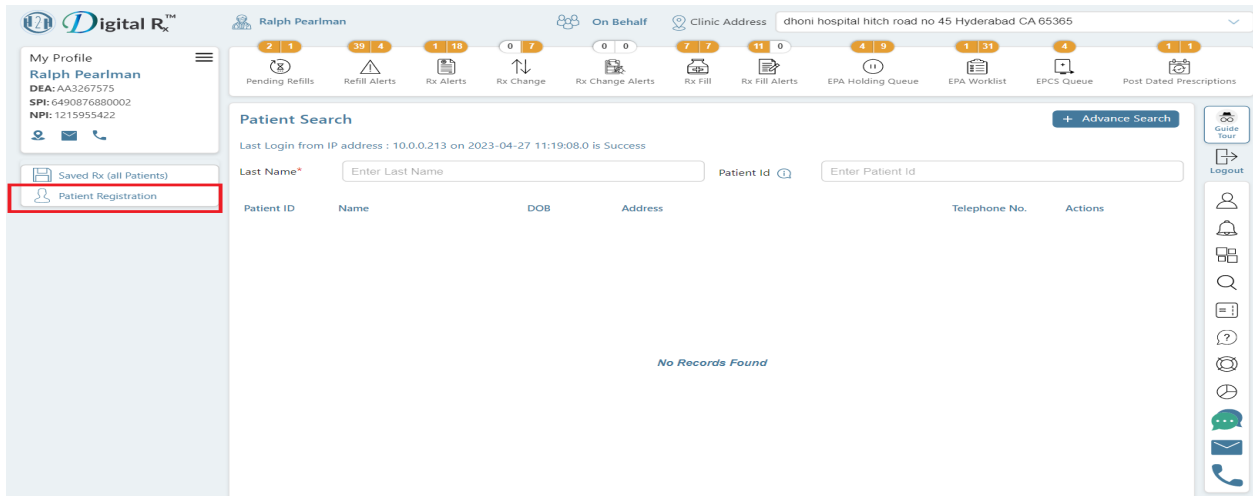 H2H Digital Rx™
Ralph Pearlman
On Behalf
Clinic Address
dhoni hospital hitch road no 45 Hyderabad CA 65365
My Profile
Ralph Pearlman
DEA: AA3267575
SPI: 6490876880002
NPI: 1215955422
Saved Rx (all Patients)
Patient Registration
2 1
Pending Refills
39 4
Refill Alerts
1 18
Rx Alerts
0 7
Rx Change
0 0
Rx Change Alerts
7 7
Rx Fill
11 0
Rx Fill Alerts
4 9
EPA Holding Queue
1 31
EPA Worklist
4
EPCS Queue
1 1
Post Dated Prescriptions
Patient Search
+ Advance Search
Last Login from IP address : 10.0.0.213 on 2023-04-27 11:19:08.0 is Success
Last Name*
Enter Last Name
Patient Id
Enter Patient Id
Patient ID Name DOB Address Telephone No. Actions
No Records Found
Guide
Tour
Logout